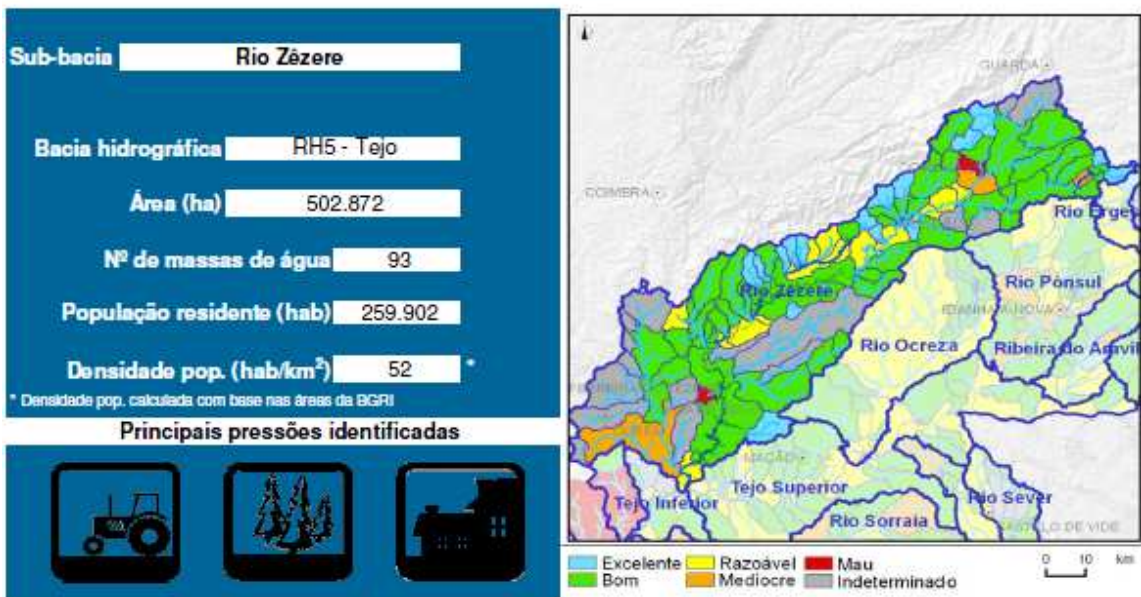 Sub-bacia Rio Zêzere
Bacia hidrográfica RH5 - Tejo
Área (ha) 502.872
Nº de massas de água 93
População residente (hab) 259.902
Densidade pop. (hab/km²) 52 *
* Densidade pop. calculada com base nas áreas da BGRI
Principais pressões identificadas
GUARDA
COIMBRA
Rio Erges
Rio Pônsul
Rio Zêzere
IDANHA-A-NOVA
Rio Ocreza
Ribeira do Aravil
MAÇÃO
Tejo Inferior
Tejo Superior
Rio Sever
Rio Sorraia
CASTELO DE VIDE
Excelente Razoável Mau
Bom Medíocre Indeterminado
0 10 km